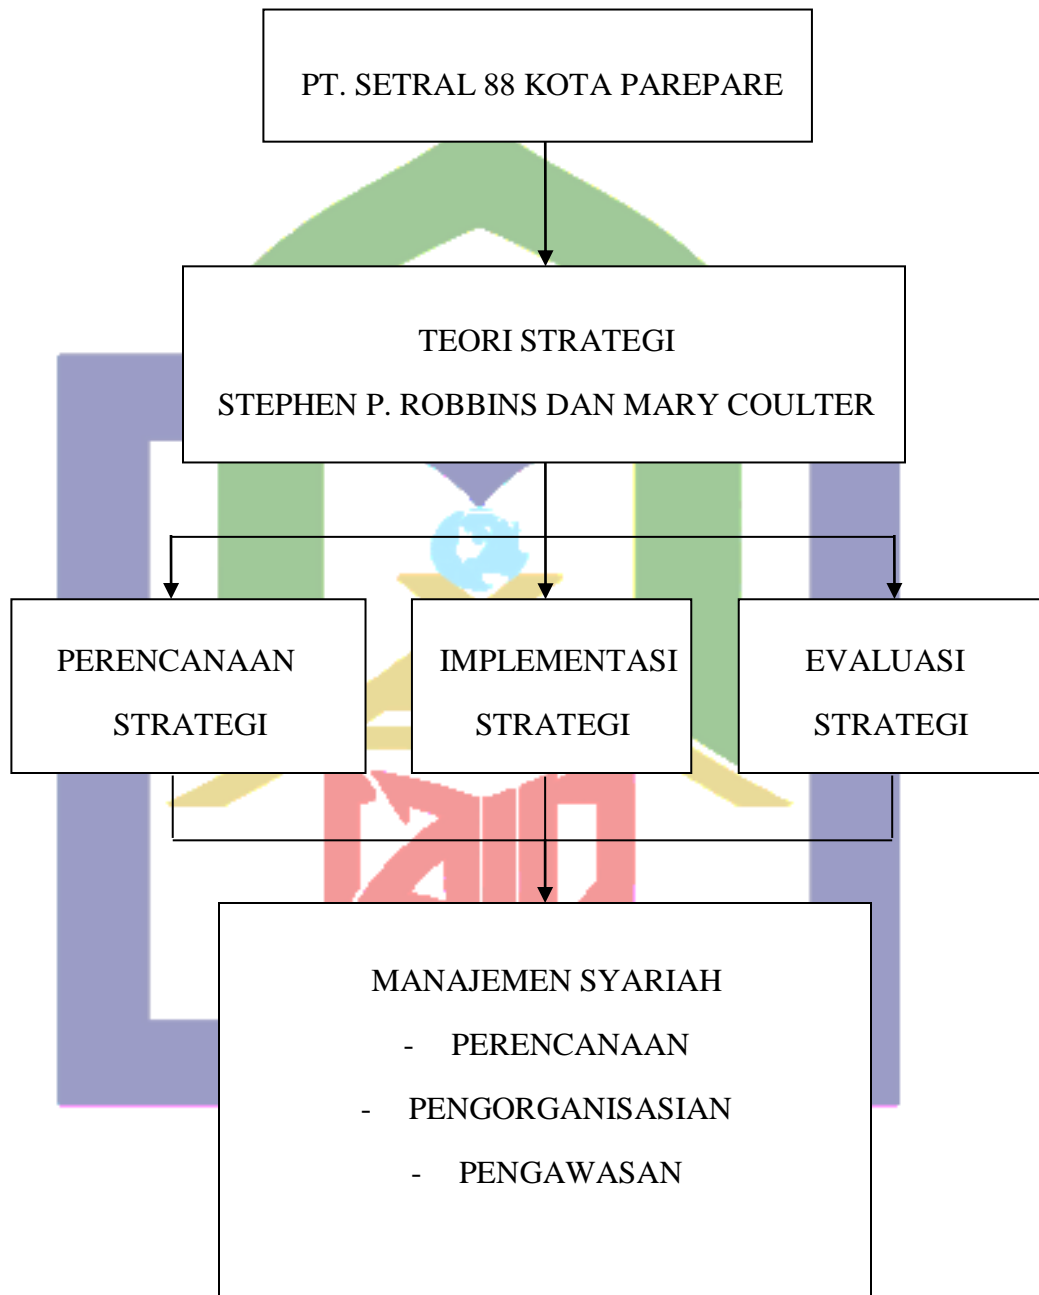 PT. SETRAL 88 KOTA PAREPARE
TEORI STRATEGI
STEPHEN P. ROBBINS DAN MARY COULTER
PERENCANAAN
STRATEGI
IMPLEMENTASI
STRATEGI
EVALUASI
STRATEGI
MANAJEMEN SYARIAH
- PERENCANAAN
- PENGORGANISASIAN
- PENGAWASAN